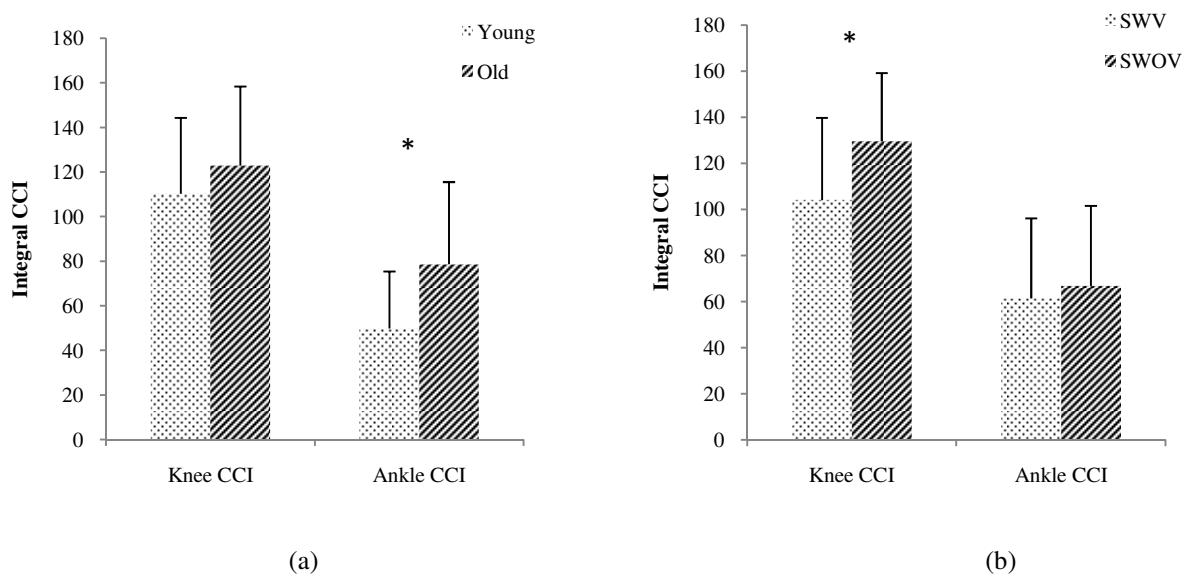 Integral CCI
180
160
140
120
100
80
60
40
20
0
Young
Old
*
Knee CCI
Ankle CCI
(a)
Integral CCI
180
160
140
120
100
80
60
40
20
0
SWV
SWOV
*
Knee CCI
Ankle CCI
(b)